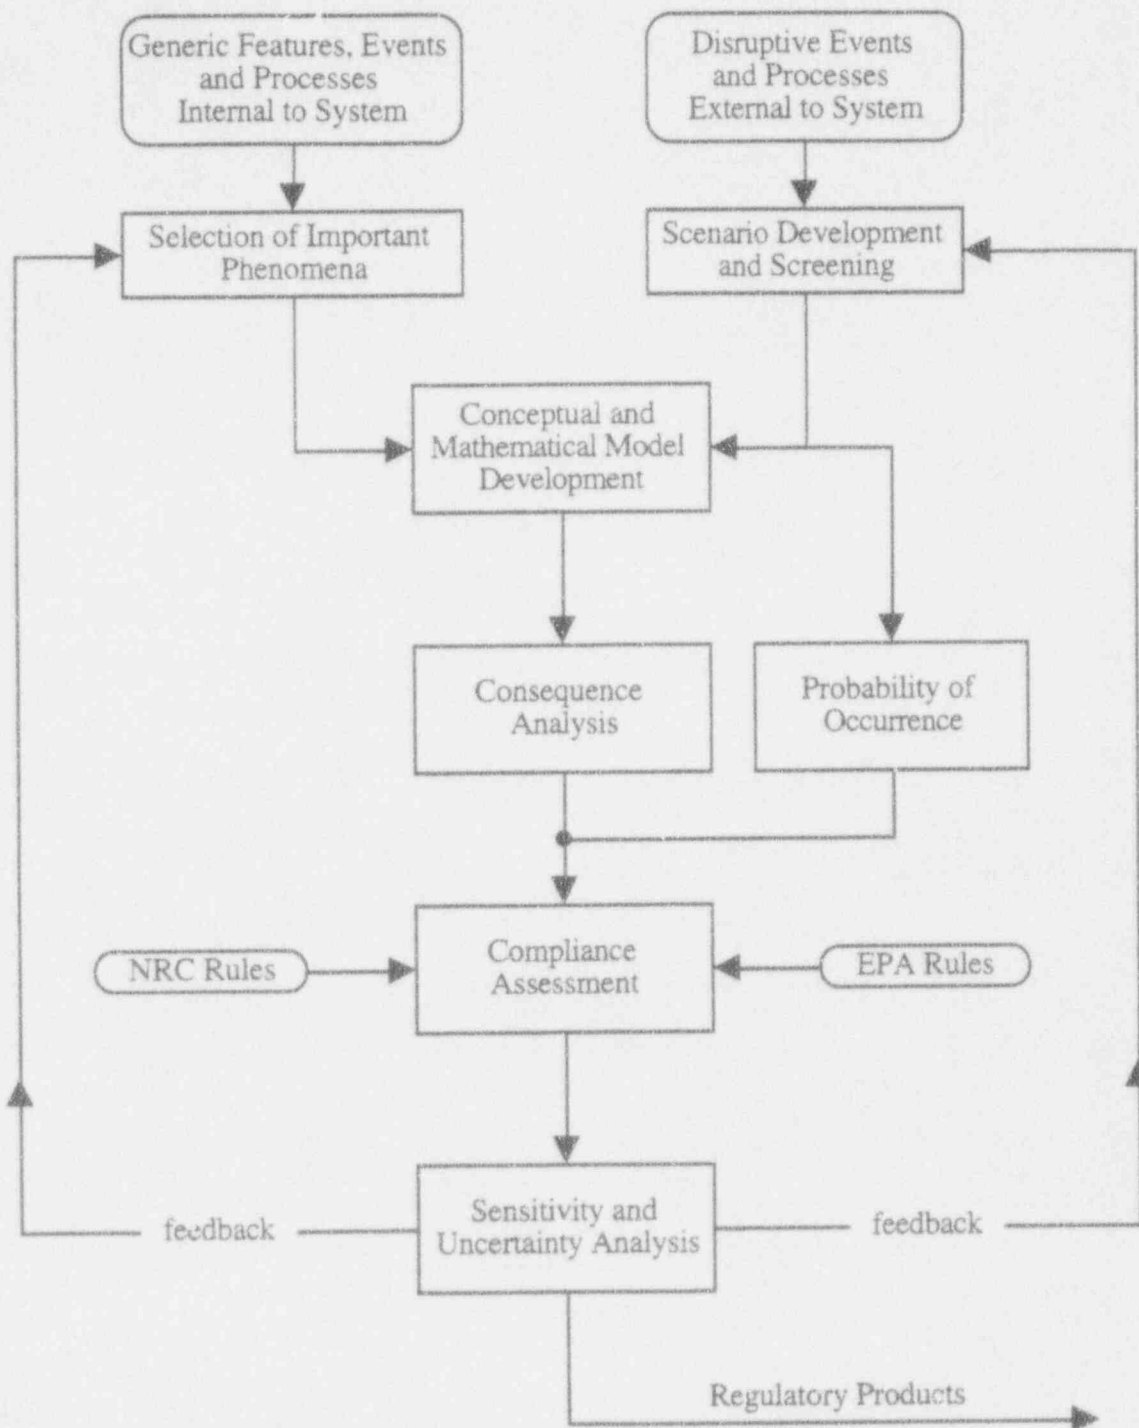 Generic Features, Events
and Processes
Internal to System
Disruptive Events
and Processes
External to System
Selection of Important
Phenomena
Scenario Development
and Screening
Conceptual and
Mathematical Model
Development
Consequence
Analysis
Probability of
Occurrence
NRC Rules
Compliance
Assessment
EPA Rules
feedback
Sensitivity and
Uncertainty Analysis
feedback
Regulatory Products